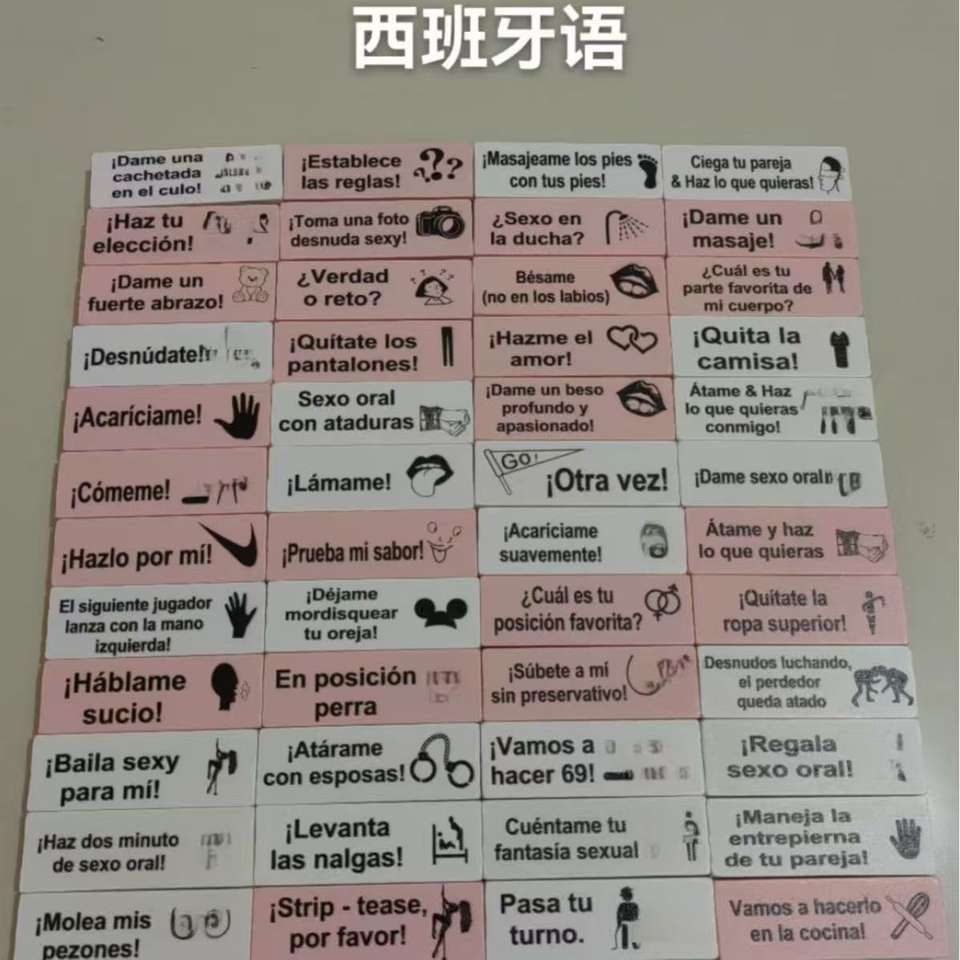 西班牙语
¡Dame una
cachetada
en el culo!
¡Establece
las reglas!
¡Masajeame los pies
con tus pies!
Ciega tu pareja
& Haz lo que quieras!
¡Haz tu
elección!
¡Toma una foto
desnuda sexy!
¿Sexo en
la ducha?
¡Dame un
masaje!
¡Dame un
fuerte abrazo!
¿Verdad
o reto?
Bésame
(no en los labios)
¿Cuál es tu
parte favorita de
mi cuerpo?
¡Desnúdate!
¡Quítate los
pantalones!
¡Hazme el
amor!
¡Quita la
camisa!
¡Acaríciame!
Sexo oral
con ataduras
¡Dame un beso
profundo y
apasionado!
Átame & Haz
lo que quieras
conmigo!
¡Cómeme!
¡Lámame!
GO!
¡Otra vez!
¡Dame sexo oral
¡Hazlo por mí!
¡Prueba mi sabor!
¡Acaríciame
suavemente!
Átame y haz
lo que quieras
El siguiente jugador
lanza con la mano
izquierda!
¡Déjame
mordisquear
tu oreja!
¿Cuál es tu
posición favorita?
¡Quítate la
ropa superior!
¡Háblame
sucio!
En posición
perra
¡Súbete a mí
sin preservativo!
Desnudos luchando,
el perdedor
queda atado
¡Baila sexy
para mí!
¡Atárame
con esposas!
¡Vamos a
hacer 69!
¡Regala
sexo oral!
¡Haz dos minuto
de sexo oral!
¡Levanta
las nalgas!
Cuéntame tu
fantasía sexual
¡Maneja la
entrepierna
de tu pareja!
¡Molea mis
pezones!
¡Strip - tease,
por favor!
Pasa tu
turno.
Vamos a hacerlo
en la cocina!